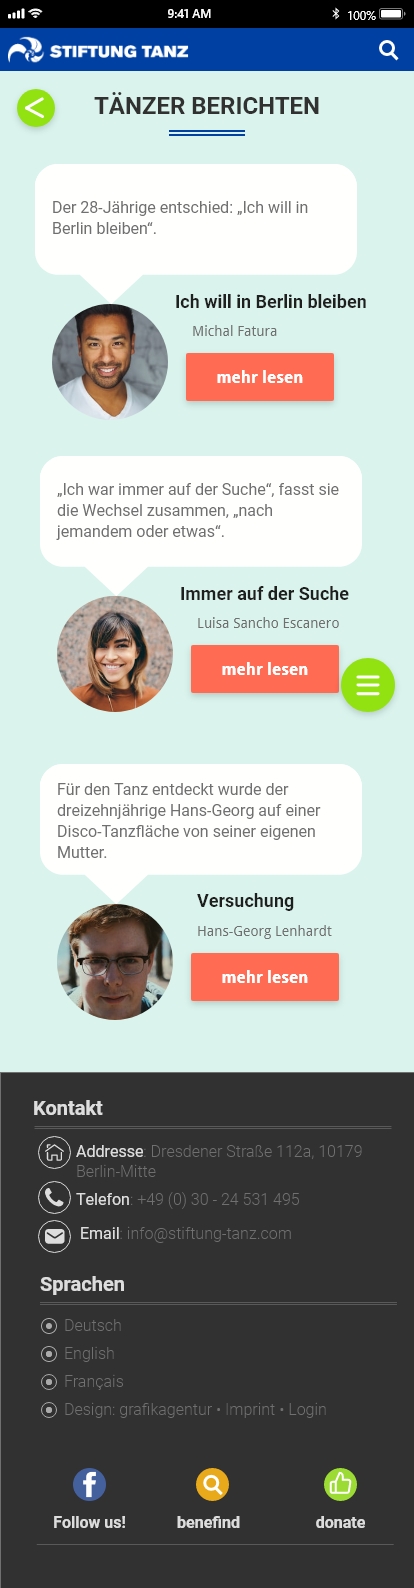 9:41 AM
100%
STIFTUNG TANZ
TÄNZER BERICHTEN
Der 28-Jährige entschied: „Ich will in
Berlin bleiben“.
Ich will in Berlin bleiben
Michal Fatura
mehr lesen
„Ich war immer auf der Suche“, fasst sie
die Wechsel zusammen, „nach
jemandem oder etwas“.
Immer auf der Suche
Luisa Sancho Escanero
mehr lesen
Für den Tanz entdeckt wurde der
dreizehnjährige Hans-Georg auf einer
Disco-Tanzfläche von seiner eigenen
Mutter.
Versuchung
Hans-Georg Lenhardt
mehr lesen
Kontakt
Addresse: Dresdener Straße 112a, 10179
Berlin-Mitte
Telefon: +49 (0) 30 - 24 531 495
Email: info@stiftung-tanz.com
Sprachen
Deutsch
English
Français
Design: grafikagentur • Imprint • Login
Follow us!
benefind
donate